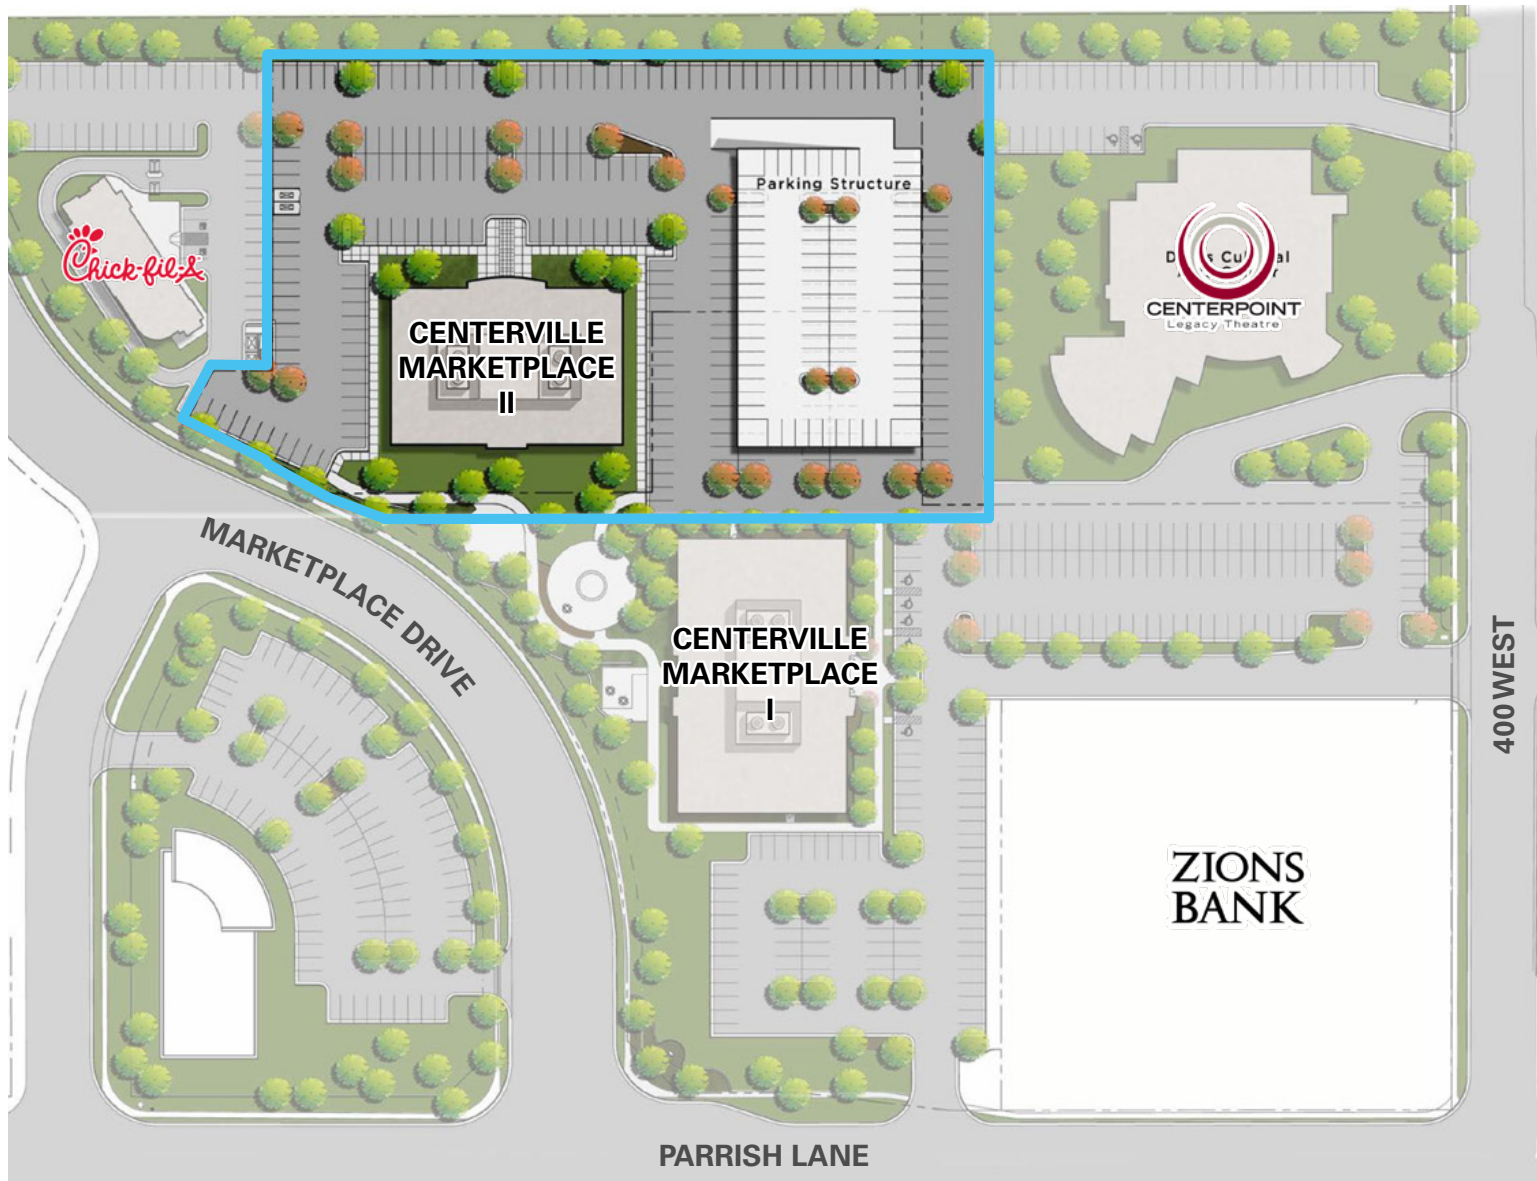 Parking Structure
Chick-fil-A
CENTERPOINT
Legacy Theatre
CENTERVILLE
MARKETPLACE
II
MARKETPLACE DRIVE
CENTERVILLE
MARKETPLACE
I
400 WEST
ZIONS
BANK
PARRISH LANE